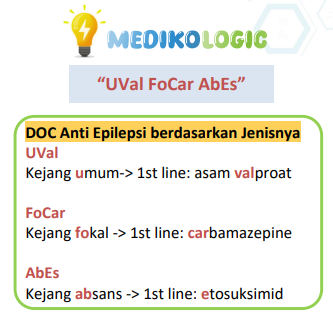 MEDIKOLOGIC
“UVal FoCar AbEs”
DOC Anti Epilepsi berdasarkan Jenisnya
UVal
Kejang umum-> 1st line: asam valproat
FoCar
Kejang fokal -> 1st line: carbamazepine
AbEs
Kejang absans -> 1st line: etosuksimid